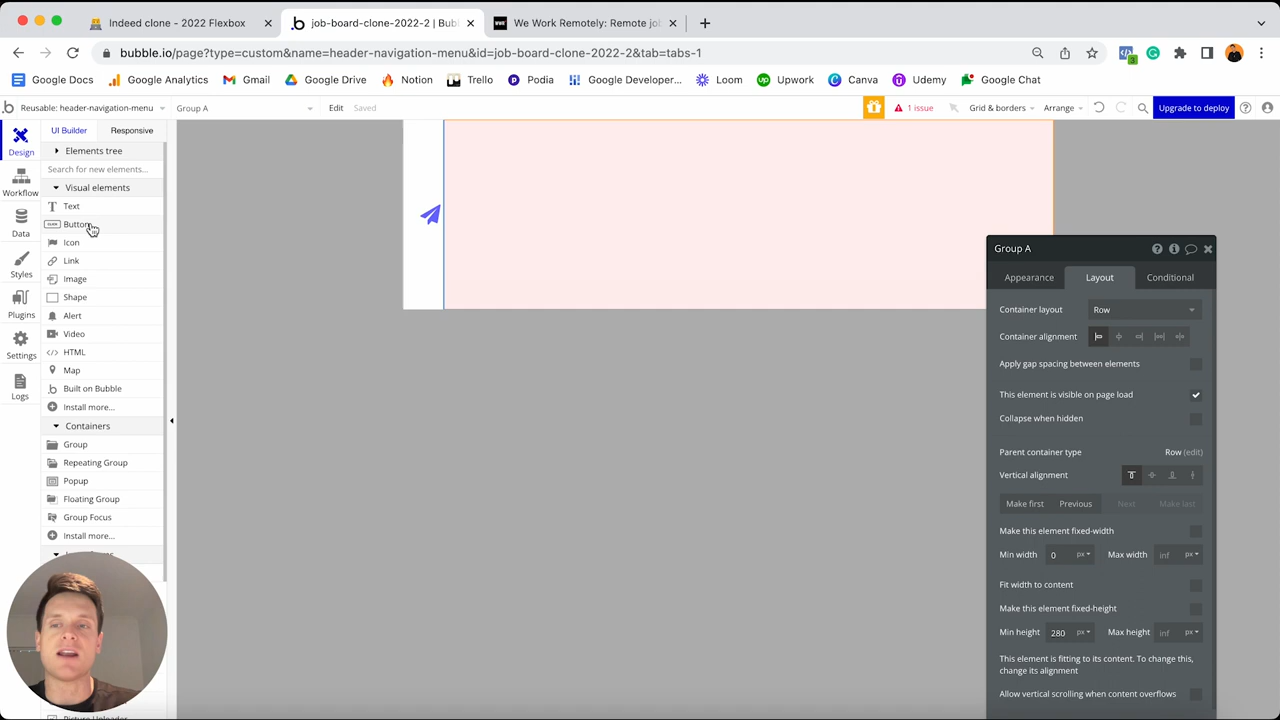 Indeed clone - 2022 Flexbox
job-board-clone-2022-2 | Bubl
We Work Remotely: Remote jo
bubble.io/page?type=custom&name=header-navigation-menu&id=job-board-clone-2022-2&tab=tabs-1
Google Docs Google Analytics Gmail Google Drive Notion Trello Podia Google Developer... Loom Upwork Canva Udemy Google Chat
Reusable: header-navigation-menu Group A Edit Saved 1 issue Grid & borders Arrange Upgrade to deploy
Design
Workflow
Data
Styles
Plugins
Settings
Logs
UI Builder Responsive
Elements tree
Search for new elements...
Visual elements
Text
Button
Icon
Link
Image
Shape
Alert
Video
HTML
Map
Built on Bubble
Install more...
Containers
Group
Repeating Group
Popup
Floating Group
Group Focus
Install more...
Group A
Appearance Layout Conditional
Container layout Row
Container alignment
Apply gap spacing between elements
This element is visible on page load
Collapse when hidden
Parent container type Row (edit)
Vertical alignment
Make first Previous Next Make last
Make this element fixed-width
Min width 0 px Max width inf px
Fit width to content
Make this element fixed-height
Min height 280 px Max height inf px
This element is fitting to its content. To change this,
change its alignment
Allow vertical scrolling when content overflows